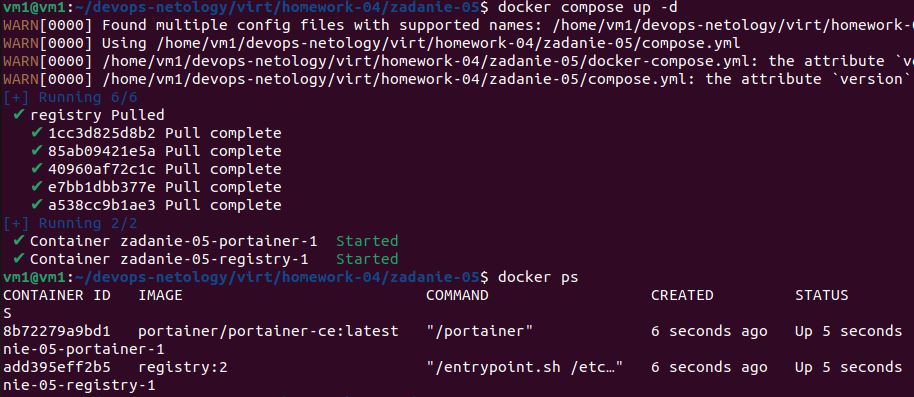 vm1@vm1:~/devops-netology/virt/homework-04/zadanie-05$ docker compose up -d
WARN[0000] Found multiple config files with supported names: /home/vm1/devops-netology/virt/homework-04/zadanie-0
WARN[0000] Using /home/vm1/devops-netology/virt/homework-04/zadanie-05/compose.yml
WARN[0000] /home/vm1/devops-netology/virt/homework-04/zadanie-05/docker-compose.yml: the attribute `ve
WARN[0000] /home/vm1/devops-netology/virt/homework-04/zadanie-05/compose.yml: the attribute `version`
[+] Running 6/6
✔ registry Pulled
✔ 1cc3d825d8b2 Pull complete
✔ 85ab09421e5a Pull complete
✔ 40960af72c1c Pull complete
✔ e7bb1dbb377e Pull complete
✔ a538cc9b1ae3 Pull complete
[+] Running 2/2
✔ Container zadanie-05-portainer-1 Started
✔ Container zadanie-05-registry-1 Started
vm1@vm1:~/devops-netology/virt/homework-04/zadanie-05$ docker ps
CONTAINER ID IMAGE COMMAND CREATED STATUS
S
8b72279a9bd1 portainer/portainer-ce:latest "/portainer" 6 seconds ago Up 5 seconds
nie-05-portainer-1
add395eff2b5 registry:2 "/entrypoint.sh /etc…" 6 seconds ago Up 5 seconds
nie-05-registry-1